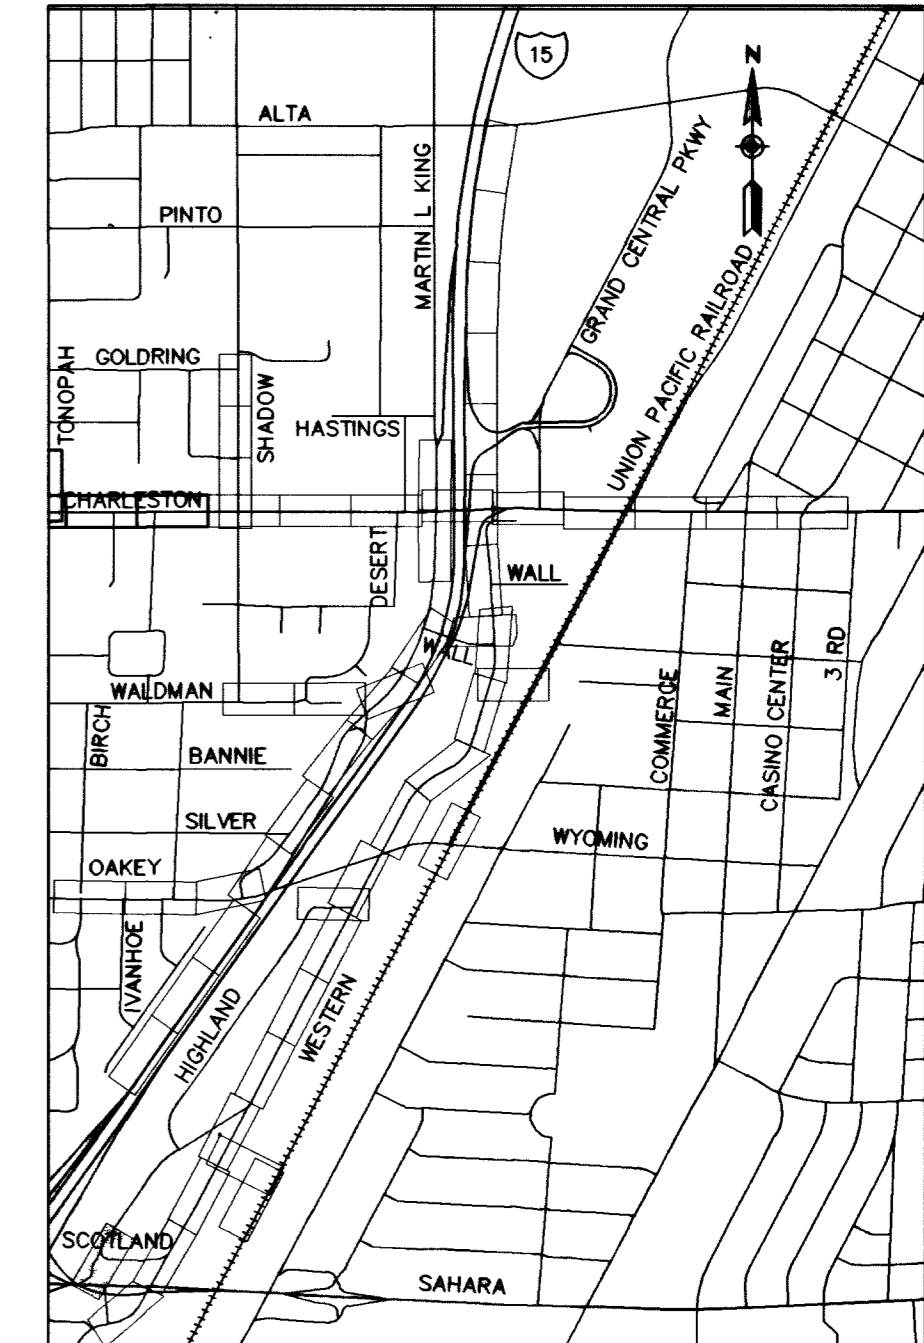 15
N
ALTA
MARTIN L KING
GRAND CENTRAL PKWY
PINTO
UNION PACIFIC RAILROAD
TONOPAH
GOLDRING
SHADOW
HASTINGS
CHARLESTON
DESERT
WALL
WALL
3 RD
COMMERCE
MAIN
CASINO CENTER
WALDMAN
BIRCH
BANNIE
SILVER
WYOMING
OAKEY
IVANHOE
HIGHLAND
WESTERN
SCOTLAND
SAHARA